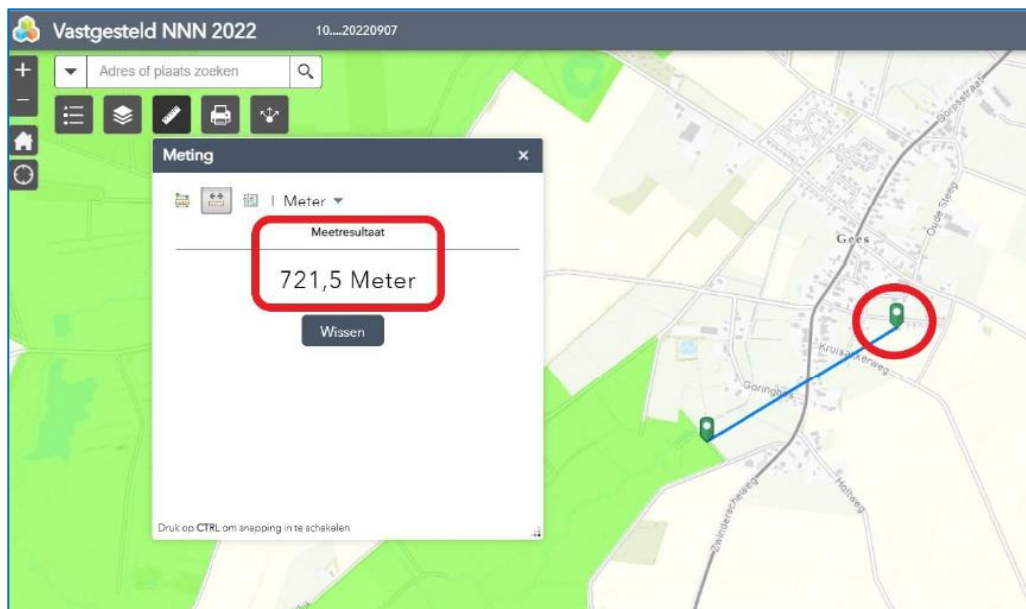 Vastgesteld NNN 2022
10....20220907
+
Adres of plaats zoeken
−
Meting
×
Meter
Meetresultaat
721,5 Meter
Wissen
Druk op CTRL om snapping in te schakelen
Dorpsstraat
Oude Steeg
Gees
Kruisakkerweg
Zwinderscheweg
Holtweg